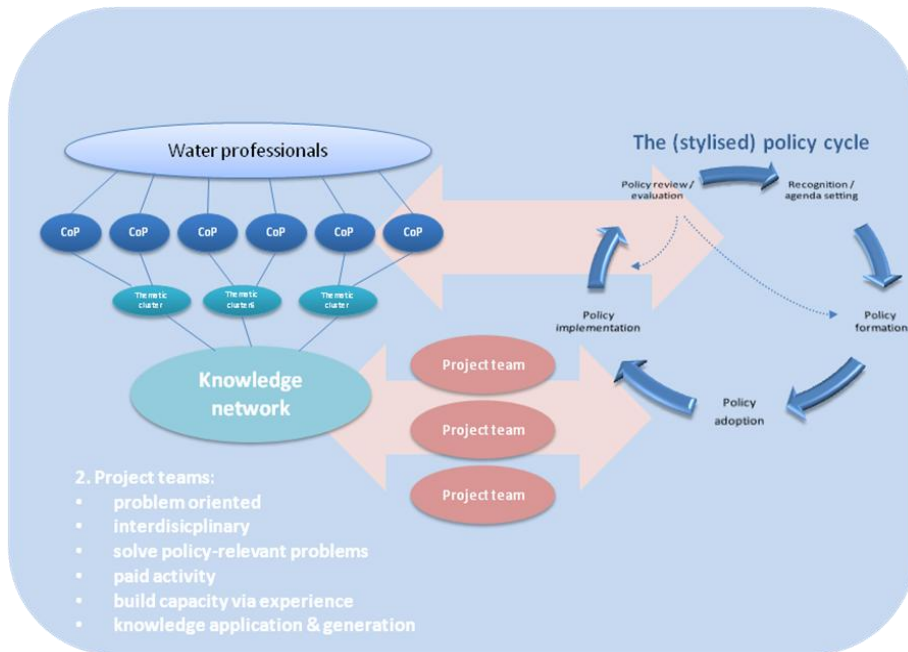 Water professionals
The (stylised) policy cycle
Policy review /
evaluation
Recognition /
agenda setting
CoP
CoP
CoP
CoP
CoP
CoP
Thematic
cluster
Thematic
cluster6
Thematic
cluster
Policy
implementation
Policy
formation
Knowledge
network
Project team
Project team
Project team
Policy
adoption
2. Project teams:
• problem oriented
• interdisicplinary
• solve policy-relevant problems
• paid activity
• build capacity via experience
• knowledge application & generation